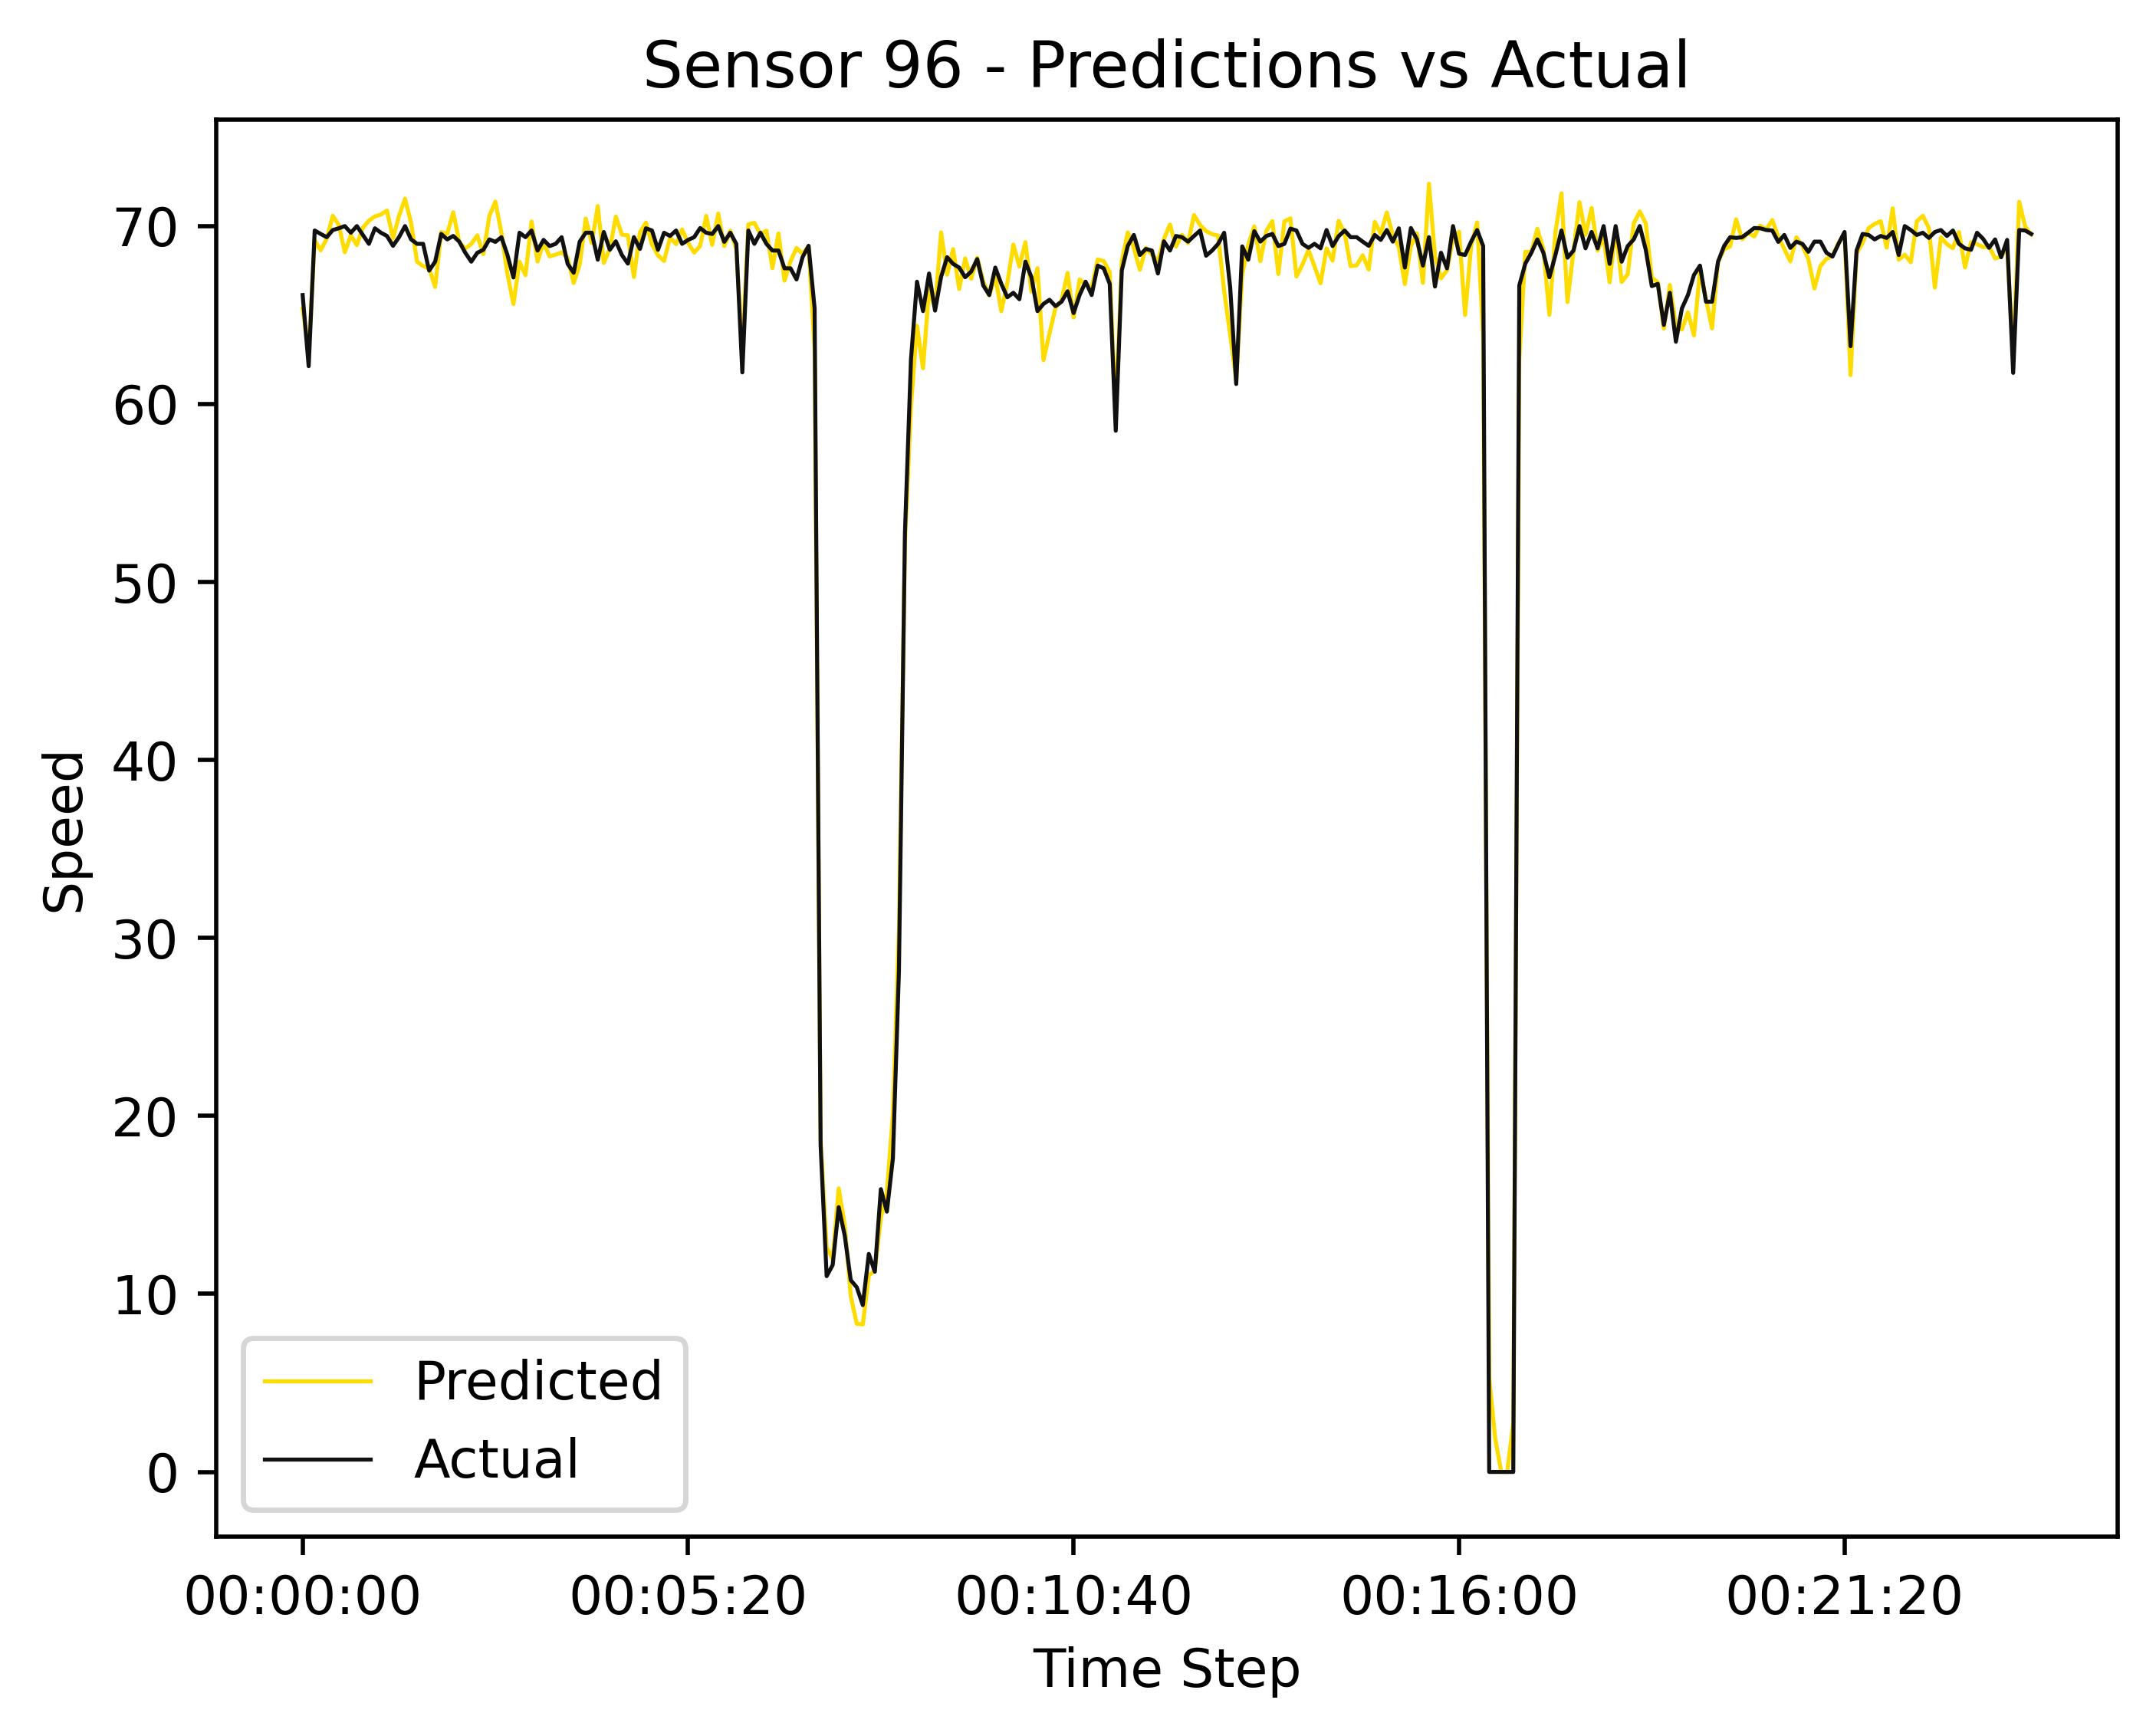 Sensor 96 - Predictions vs Actual
70
60
50
40
30
20
10
0
Speed
Predicted
Actual
00:00:00
00:05:20
00:10:40
00:16:00
00:21:20
Time Step